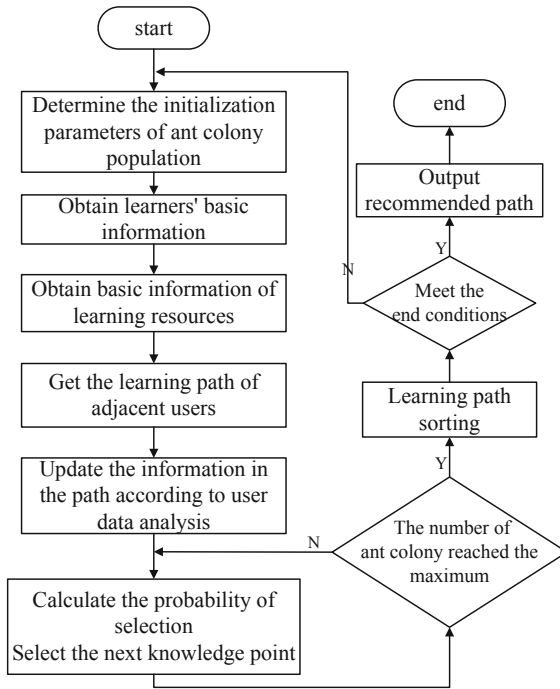 start
Determine the initialization
parameters of ant colony
population
Obtain learners' basic
information
Obtain basic information of
learning resources
Get the learning path of
adjacent users
Update the information in
the path according to user
data analysis
Calculate the probability of
selection
Select the next knowledge point
N
The number of
ant colony reached the
maximum
Y
Learning path
sorting
N
Meet the
end conditions
Y
Output
recommended path
end